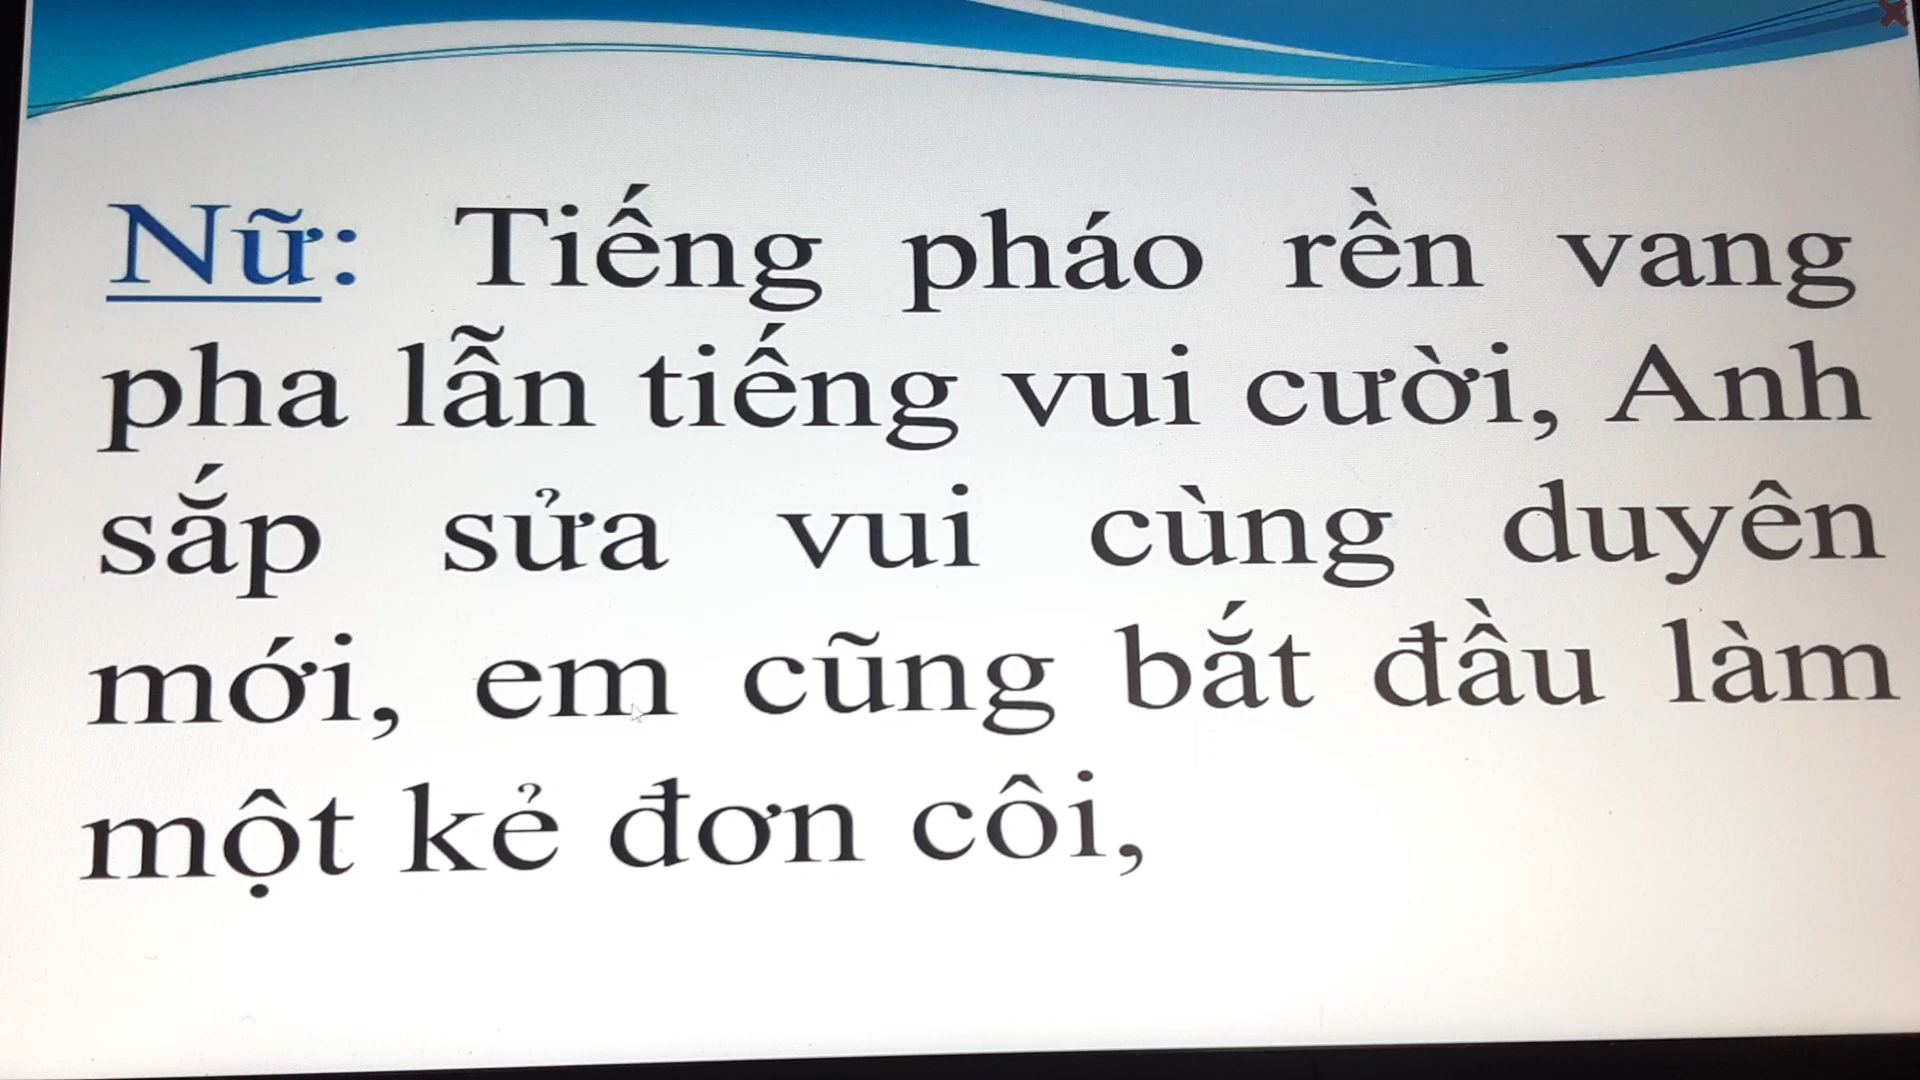 Nữ: Tiếng pháo rền vang
pha lẫn tiếng vui cười, Anh
sắp sửa vui cùng duyên
mới, em cũng bắt đầu làm
một kẻ đơn côi,